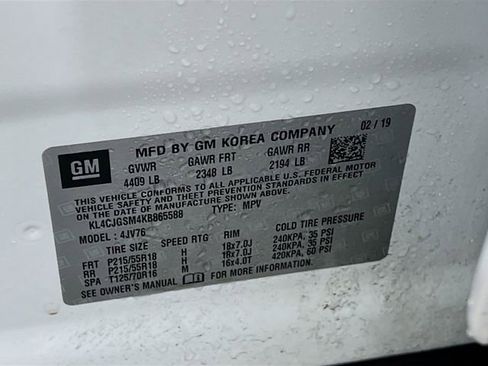 MFD BY GM KOREA COMPANY 02 / 19
GM
GVWR GAWR FRT GAWR RR
4409 LB 2348 LB 2194 LB
THIS VEHICLE CONFORMS TO ALL APPLICABLE U.S. FEDERAL MOTOR
VEHICLE SAFETY AND THEFT PREVENTION STANDARDS IN EFFECT
ON THE DATE OF MANUFACTURE SHOWN ABOVE.
KL4CJGSM4KB865588 TYPE: MPV
MODEL: 4JV76
TIRE SIZE SPEED RTG RIM COLD TIRE PRESSURE
FRT P215/55R18 H 18x7.0J 240KPA, 35 PSI
RR P215/55R18 H 18x7.0J 240KPA, 35 PSI
SPA T125/70R16 M 16x4.0T 420KPA, 60 PSI
SEE OWNER'S MANUAL FOR MORE INFORMATION.